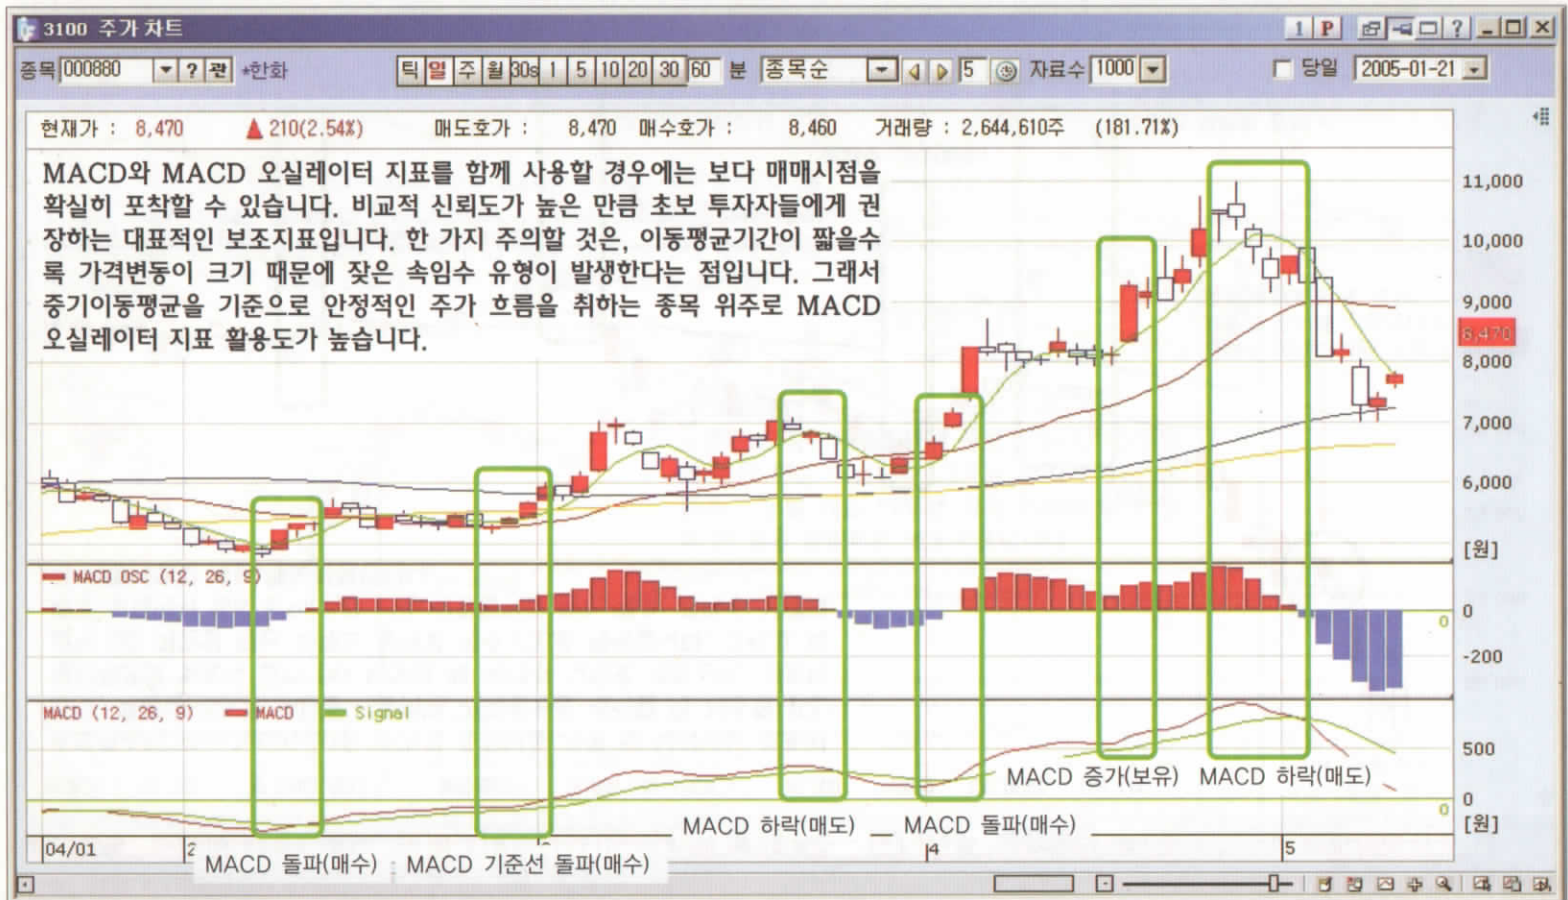 3100 주가 차트
1 P ?
종목 000880 ? 관 *한화 틱 일 주 월 30s 1 5 10 20 30 60 분 종목순 5 자료수 1000 당일 2005-01-21
현재가 : 8,470 ▲ 210(2.54%) 매도호가 : 8,470 매수호가 : 8,460 거래량 : 2,644,610주 (181.71%)
MACD와 MACD 오실레이터 지표를 함께 사용할 경우에는 보다 매매시점을
확실히 포착할 수 있습니다. 비교적 신뢰도가 높은 만큼 초보 투자자들에게 권
장하는 대표적인 보조지표입니다. 한 가지 주의할 것은, 이동평균기간이 짧을수
록 가격변동이 크기 때문에 잦은 속임수 유형이 발생한다는 점입니다. 그래서
중기이동평균을 기준으로 안정적인 주가 흐름을 취하는 종목 위주로 MACD
오실레이터 지표 활용도가 높습니다.
11,000
10,000
9,000
8,470
8,000
7,000
6,000
[원]
MACD OSC (12, 26, 9)
0
0
-200
MACD (12, 26, 9) MACD Signal
500
0
0
[원]
MACD 증가(보유) MACD 하락(매도)
MACD 하락(매도) MACD 돌파(매수)
04/01 2 3 4 5
MACD 돌파(매수) MACD 기준선 돌파(매수)